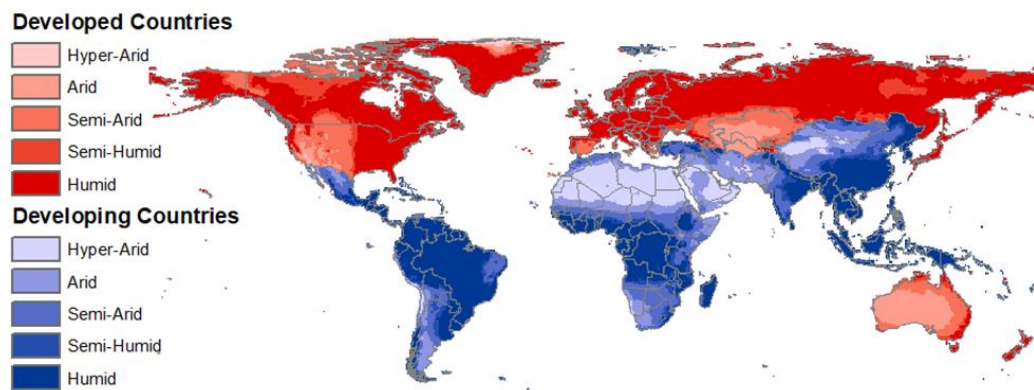 Developed Countries
Hyper-Arid
Arid
Semi-Arid
Semi-Humid
Humid
Developing Countries
Hyper-Arid
Arid
Semi-Arid
Semi-Humid
Humid